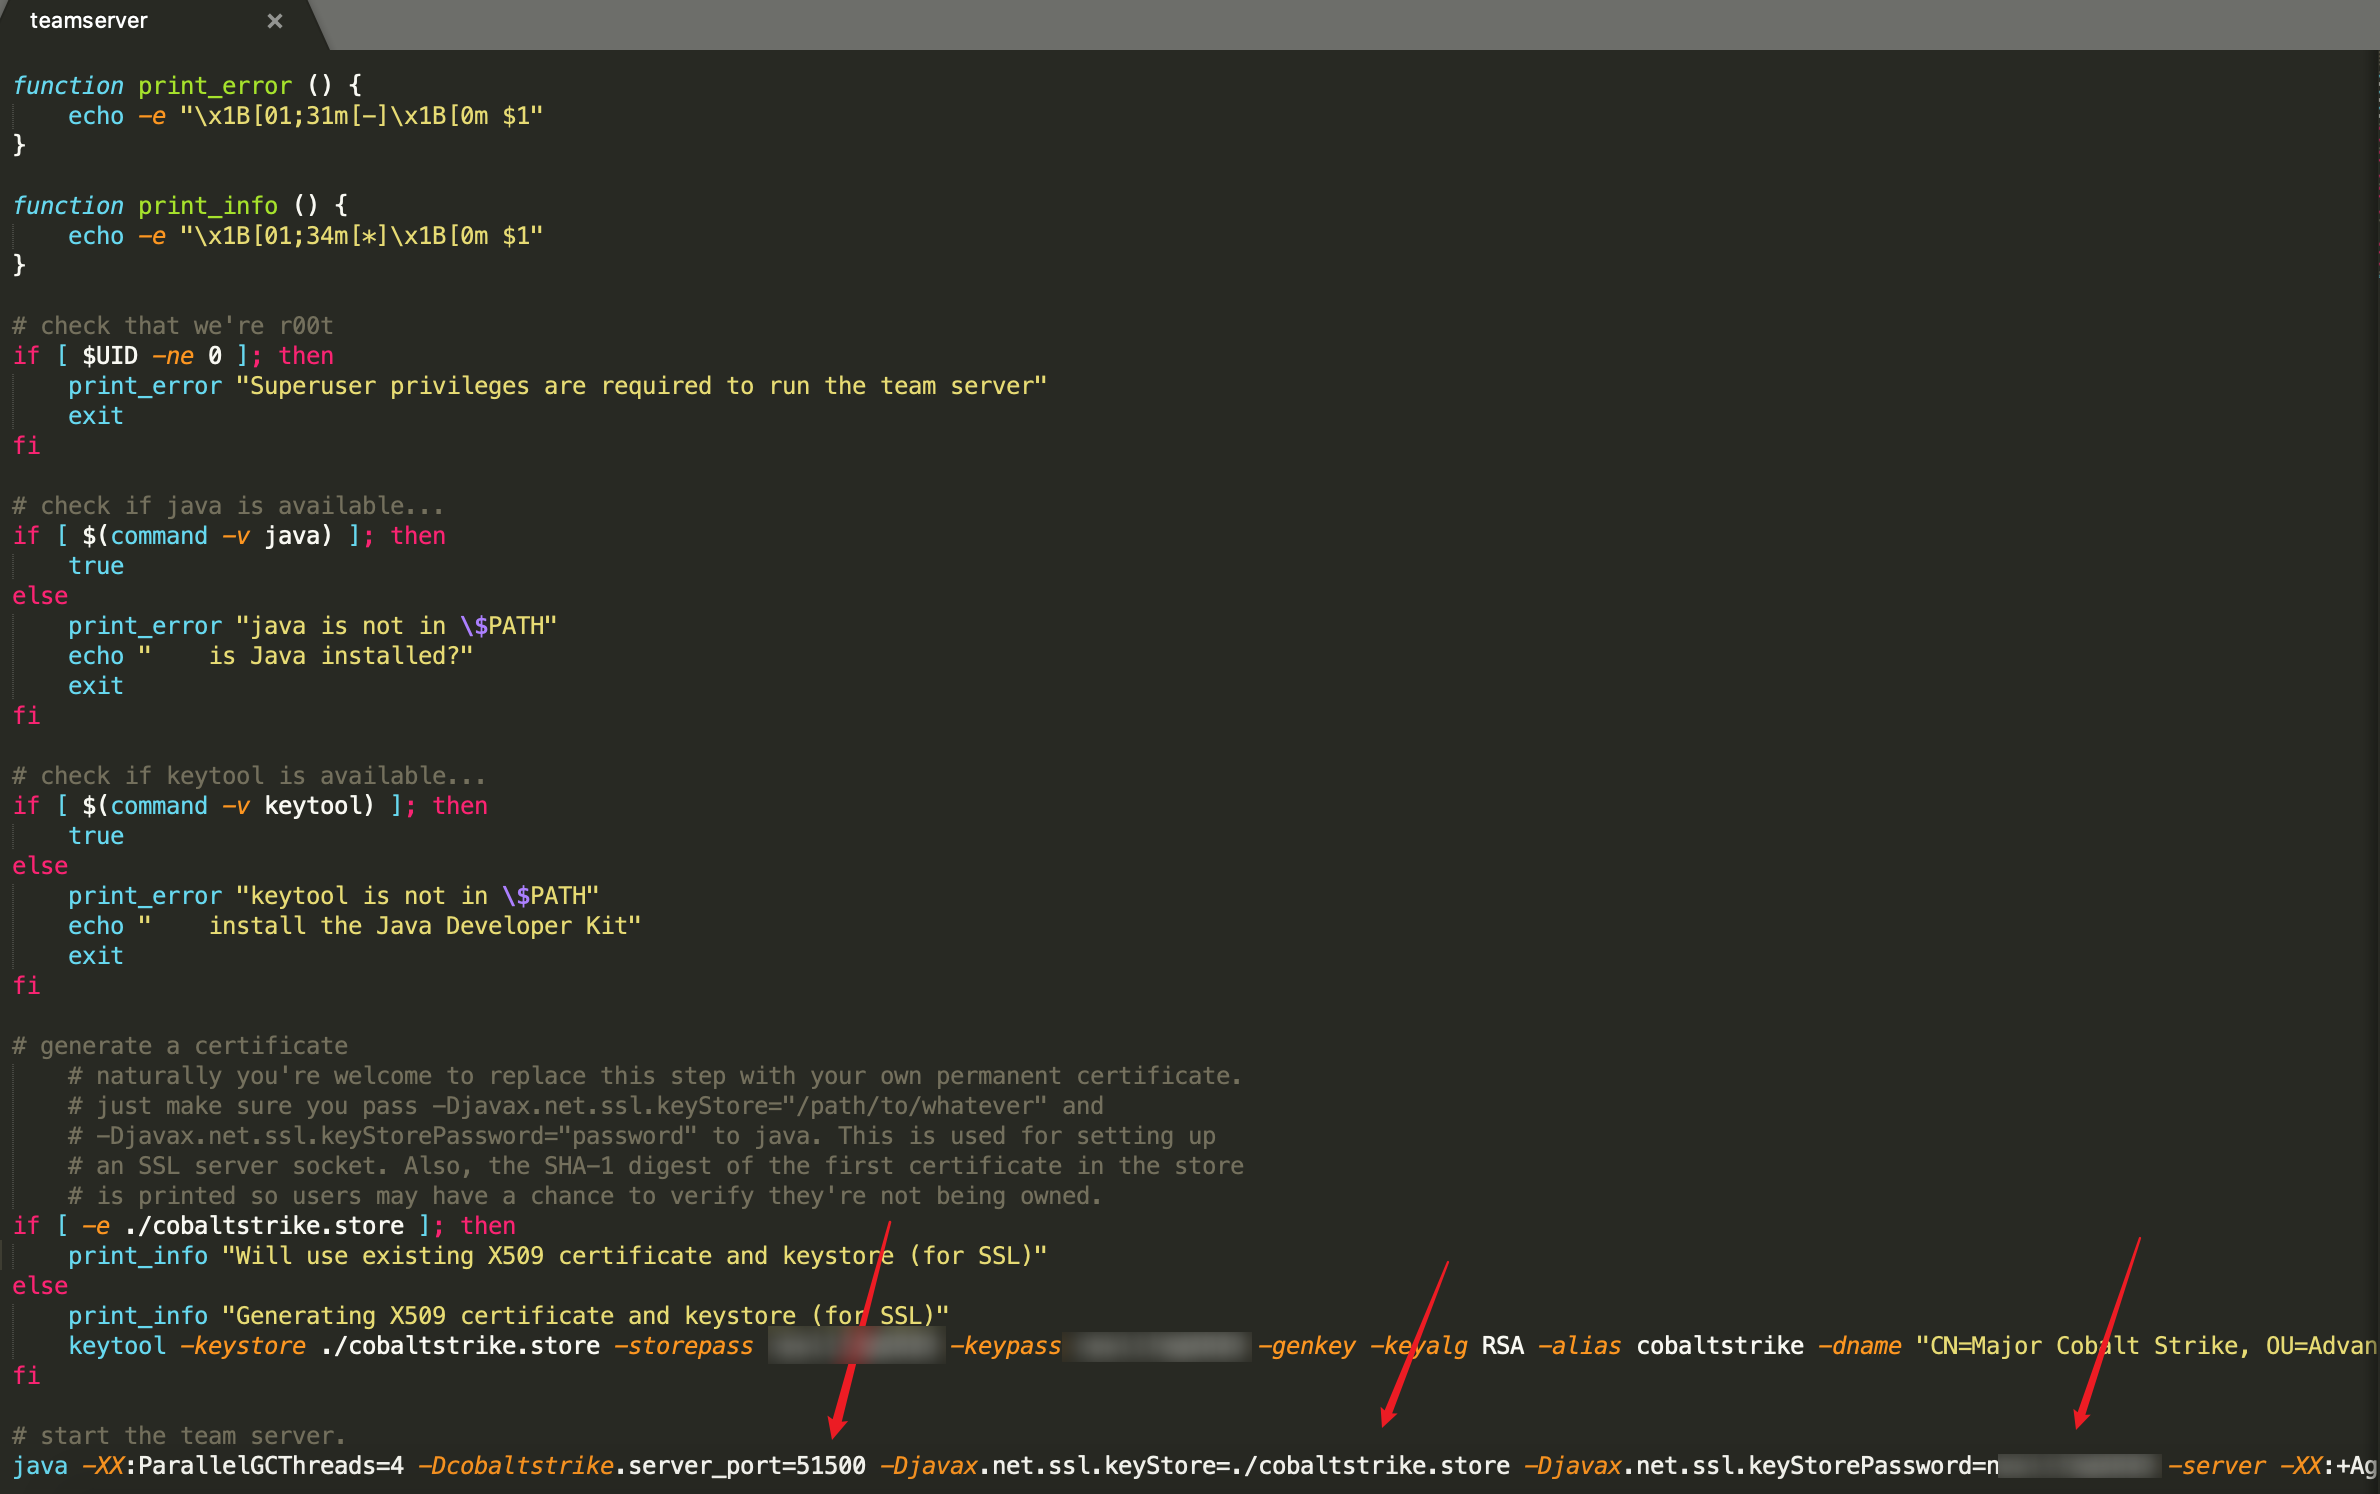 teamserver ×
function print_error () {
    echo -e "\x1B[01;31m[-]\x1B[0m $1"
}
function print_info () {
    echo -e "\x1B[01;34m[*]\x1B[0m $1"
}
# check that we're r00t
if [ $UID -ne 0 ]; then
    print_error "Superuser privileges are required to run the team server"
    exit
fi
# check if java is available...
if [ $(command -v java) ]; then
    true
else
    print_error "java is not in \$PATH"
    echo "    is Java installed?"
    exit
fi
# check if keytool is available...
if [ $(command -v keytool) ]; then
    true
else
    print_error "keytool is not in \$PATH"
    echo "    install the Java Developer Kit"
    exit
fi
# generate a certificate
    # naturally you're welcome to replace this step with your own permanent certificate.
    # just make sure you pass -Djavax.net.ssl.keyStore="/path/to/whatever" and
    # -Djavax.net.ssl.keyStorePassword="password" to java. This is used for setting up
    # an SSL server socket. Also, the SHA-1 digest of the first certificate in the store
    # is printed so users may have a chance to verify they're not being owned.
if [ -e ./cobaltstrike.store ]; then
    print_info "Will use existing X509 certificate and keystore (for SSL)"
else
    print_info "Generating X509 certificate and keystore (for SSL)"
    keytool -keystore ./cobaltstrike.store -storepass -keypass -genkey -keyalg RSA -alias cobaltstrike -dname "CN=Major Cobalt Strike, OU=Advan
fi
# start the team server.
java -XX:ParallelGCThreads=4 -Dcobaltstrike.server_port=51500 -Djavax.net.ssl.keyStore=./cobaltstrike.store -Djavax.net.ssl.keyStorePassword=n -server -XX:+Ag